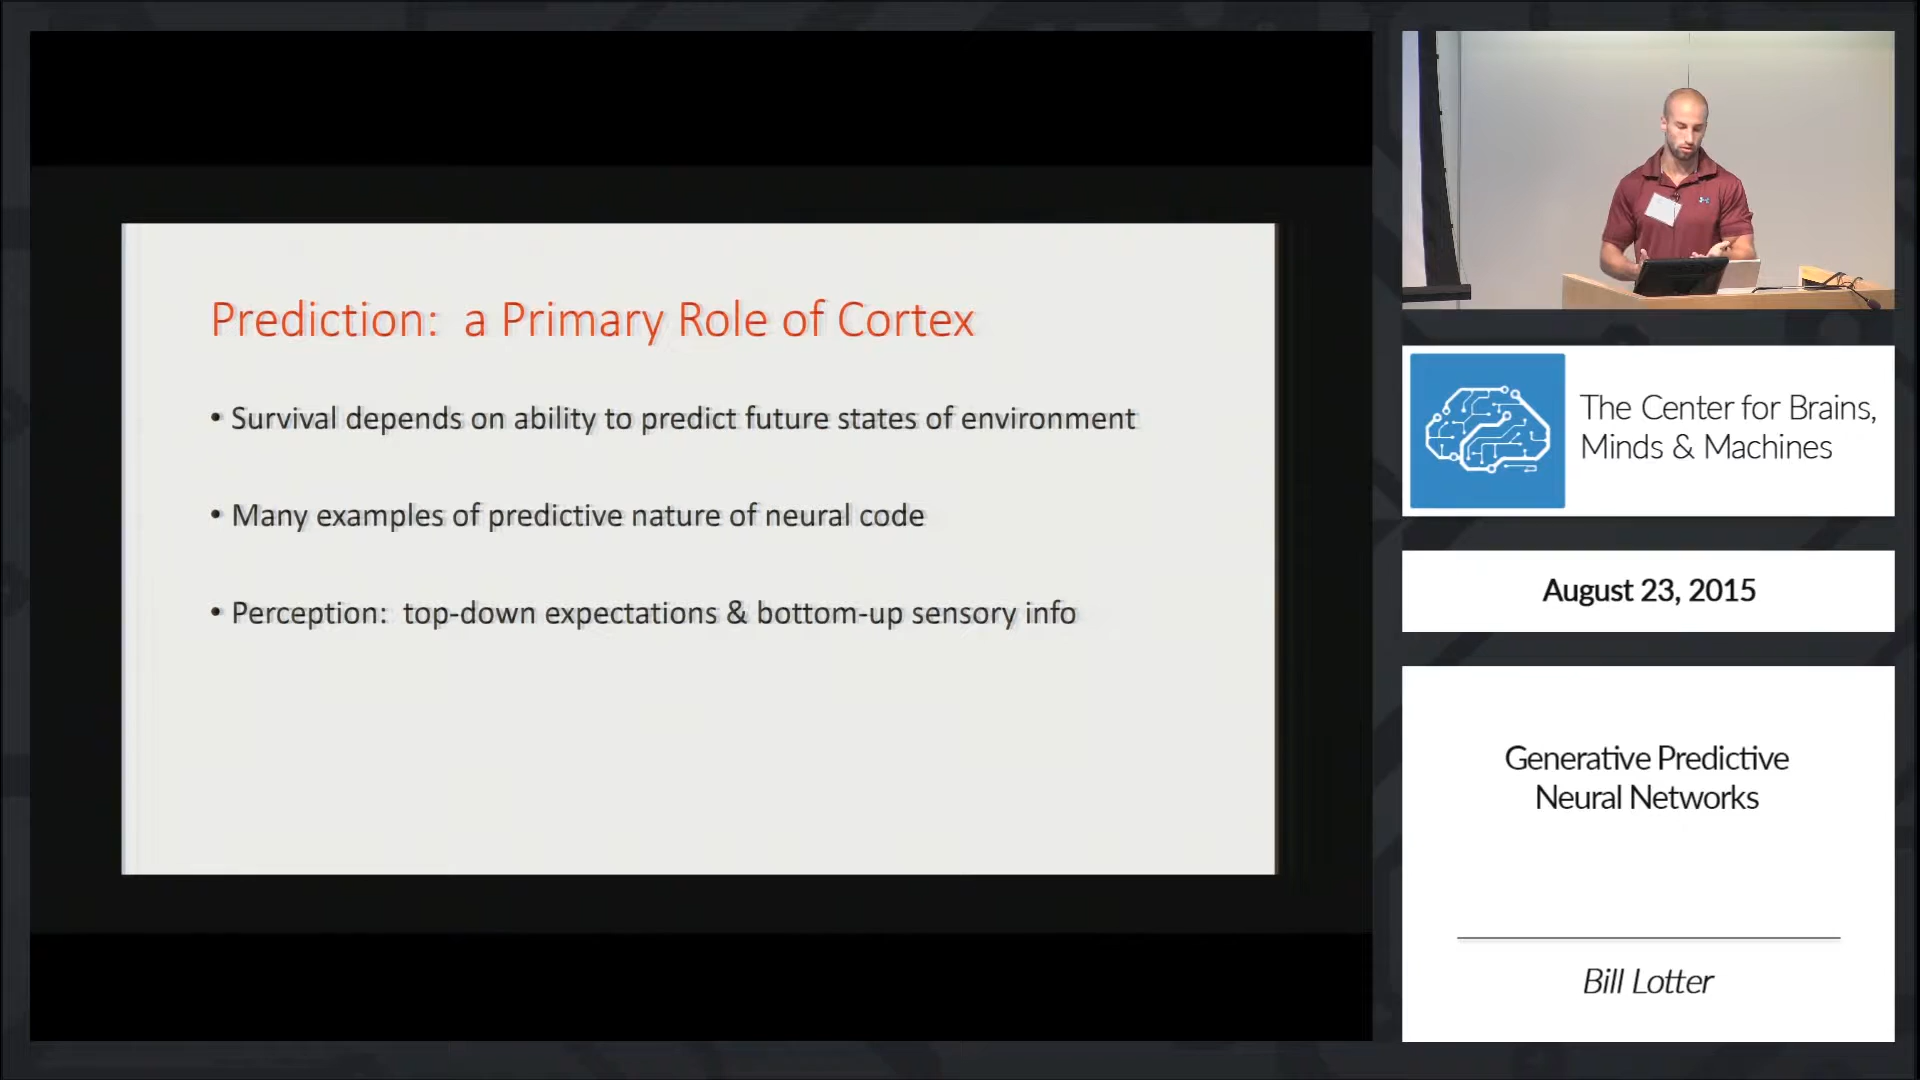 Prediction:  a Primary Role of Cortex
• Survival depends on ability to predict future states of environment
• Many examples of predictive nature of neural code
• Perception:  top-down expectations & bottom-up sensory info
The Center for Brains,
Minds & Machines
August 23, 2015
Generative Predictive
Neural Networks
Bill Lotter